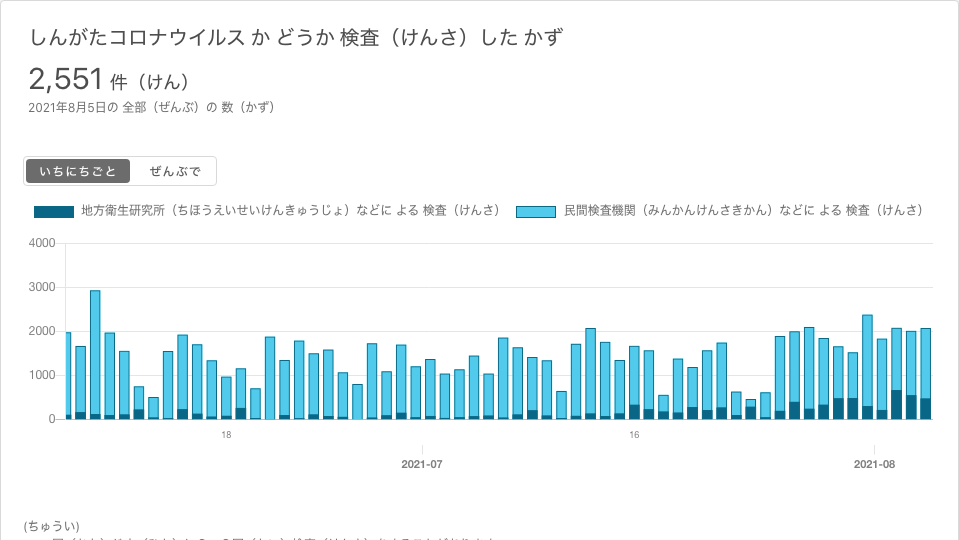 しんがたコロナウイルス か どうか 検査（けんさ）した かず
2,551 件（けん）
2021年8月5日の 全部（ぜんぶ）の 数（かず）
いちにちごと ぜんぶで
地方衛生研究所（ちほうえいせいけんきゅうじょ）などに よる 検査（けんさ） 民間検査機関（みんかんけんさきかん）などに よる 検査（けんさ）
4000
3000
2000
1000
0
18 16
2021-07 2021-08
(ちゅうい)